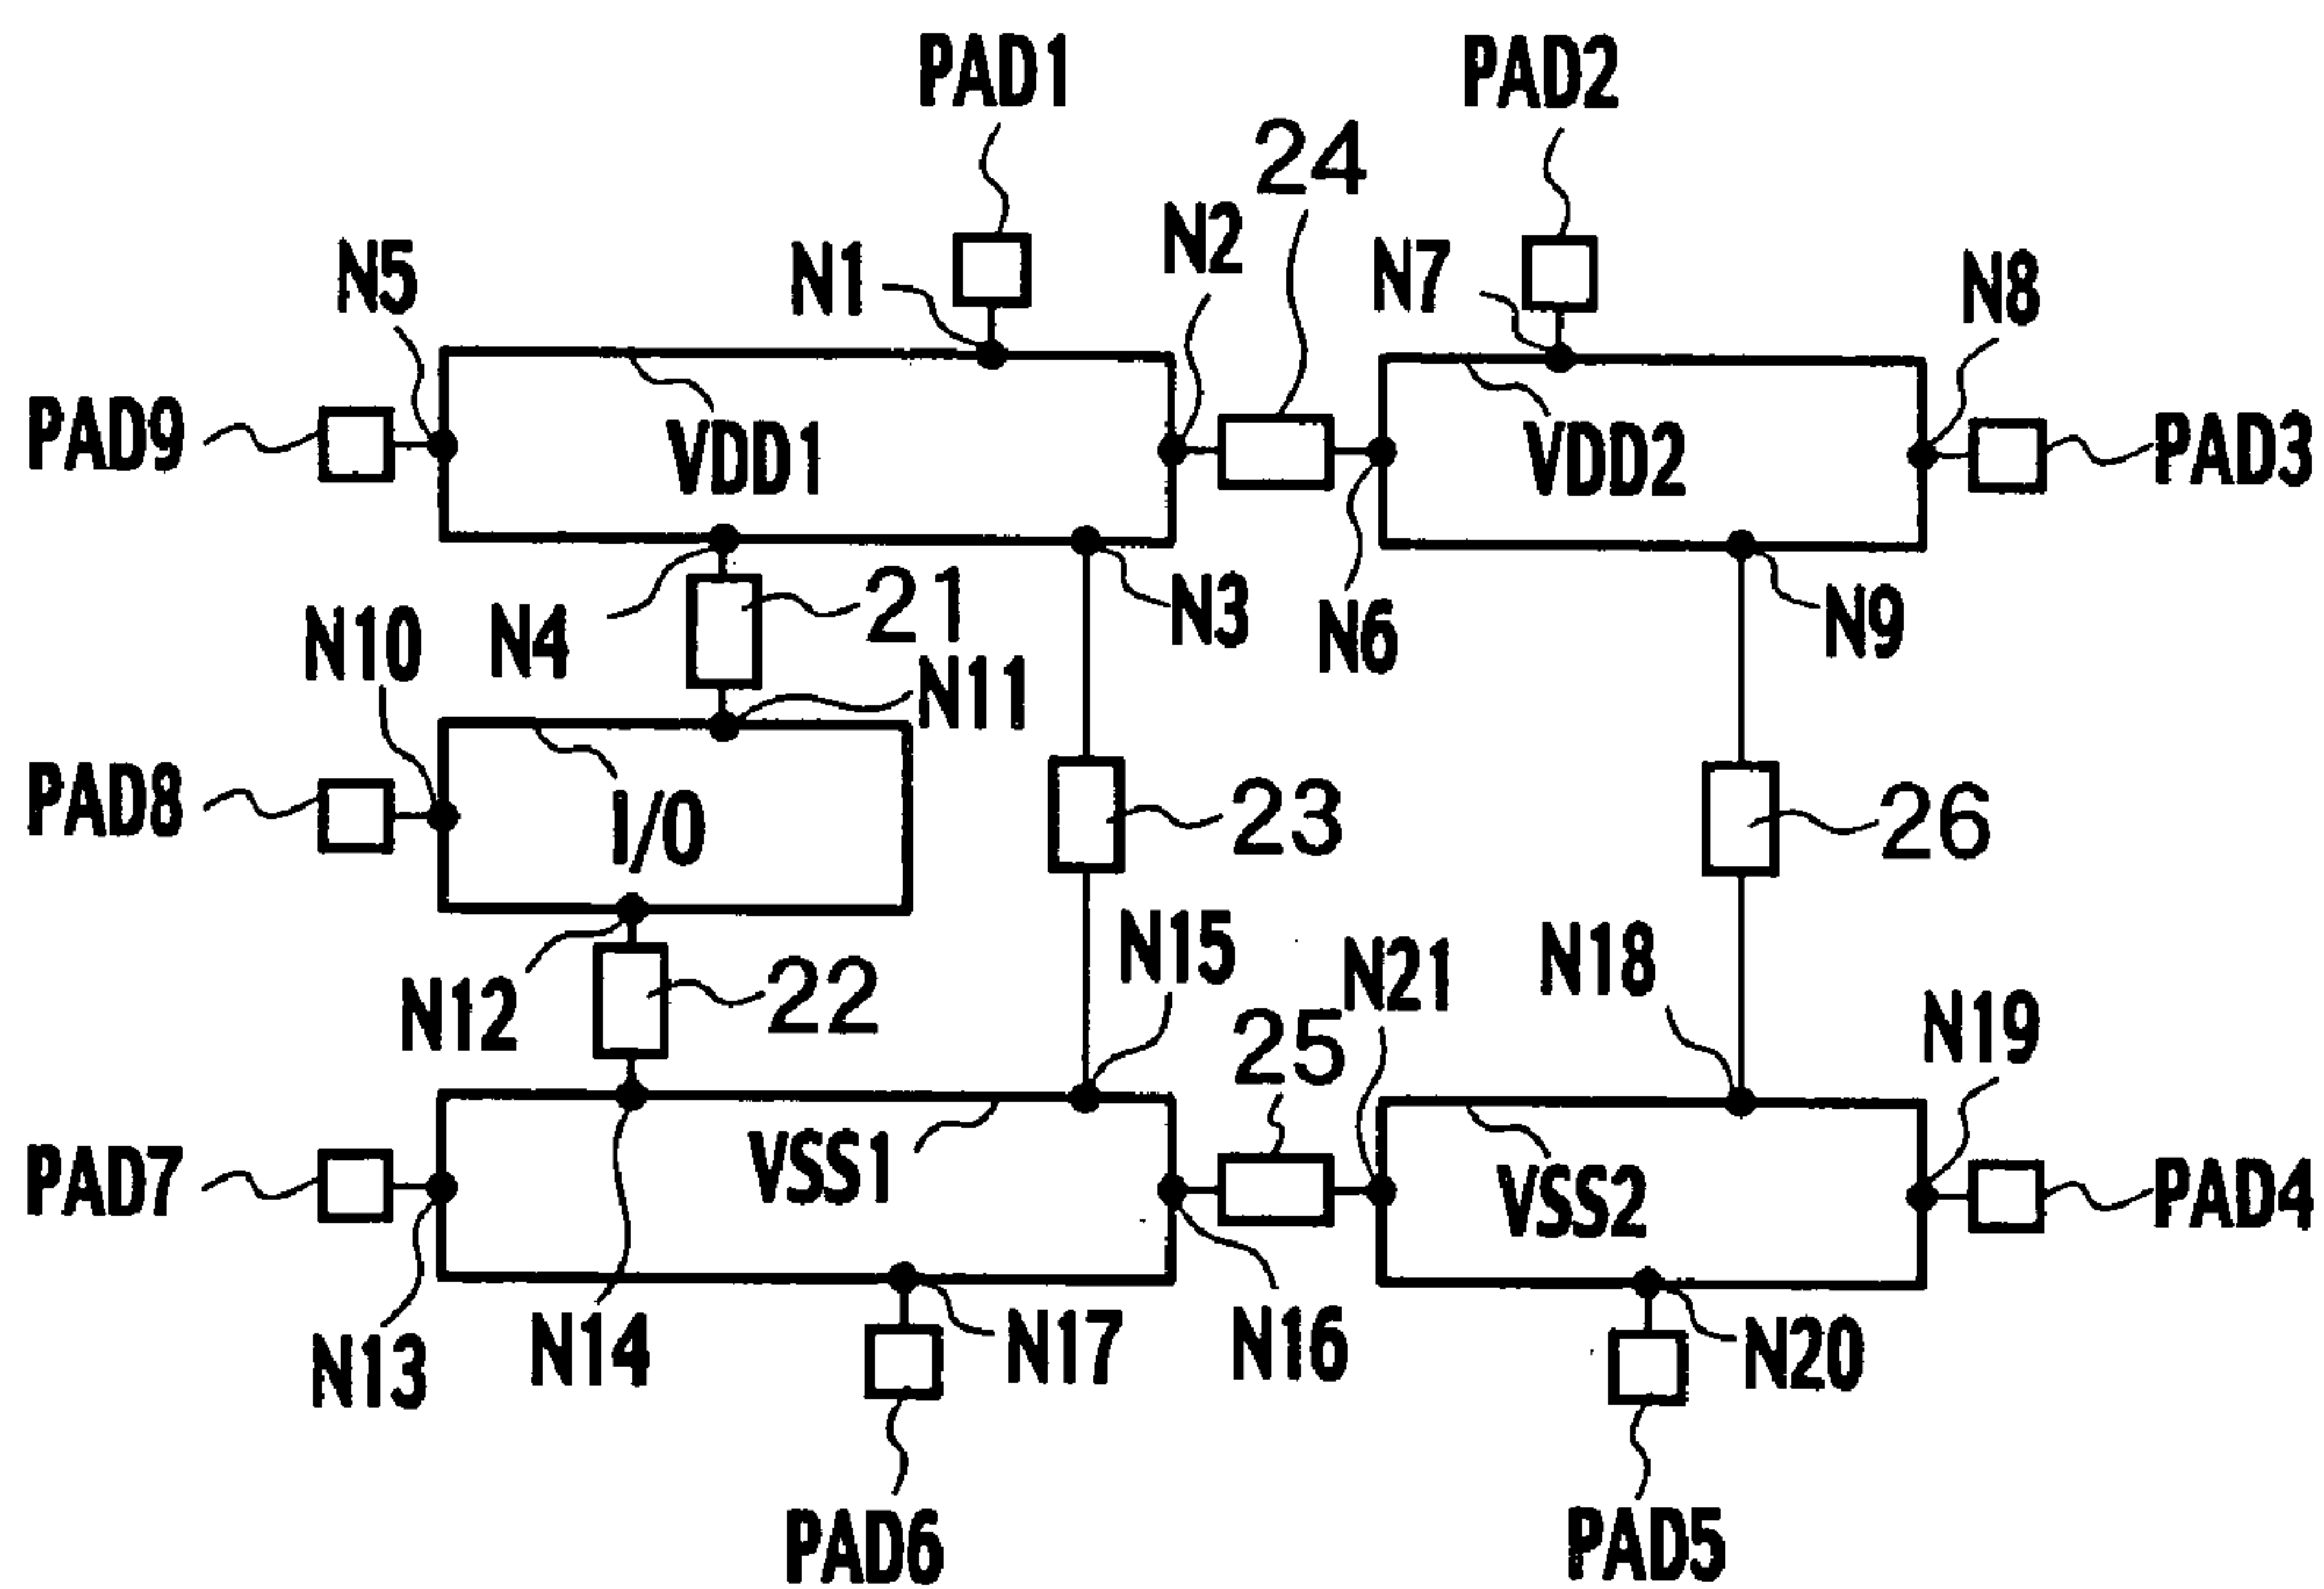 PAD1 PAD2
24
N2
N5 N1 N7 N8
PAD9 VDD1 VDD2 PAD3
21
N10 N4 N3 N6 N9
N11
PAD8 I/O 23 26
N15 N21 N18
N12 22 25 N19
PAD7 VSS1 VSS2 PAD4
N13 N14 N17 N16 N20
PAD6 PAD5